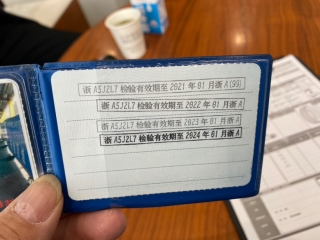 浙 A5J2L7 检验有效期至 2021 年 01 月浙 A(99)
浙 A5J2L7 检验有效期至 2022 年 01 月浙 A
浙 A5J2L7 检验有效期至 2023 年 01 月浙 A
浙 A5J2L7 检验有效期至 2024 年 01 月浙 A